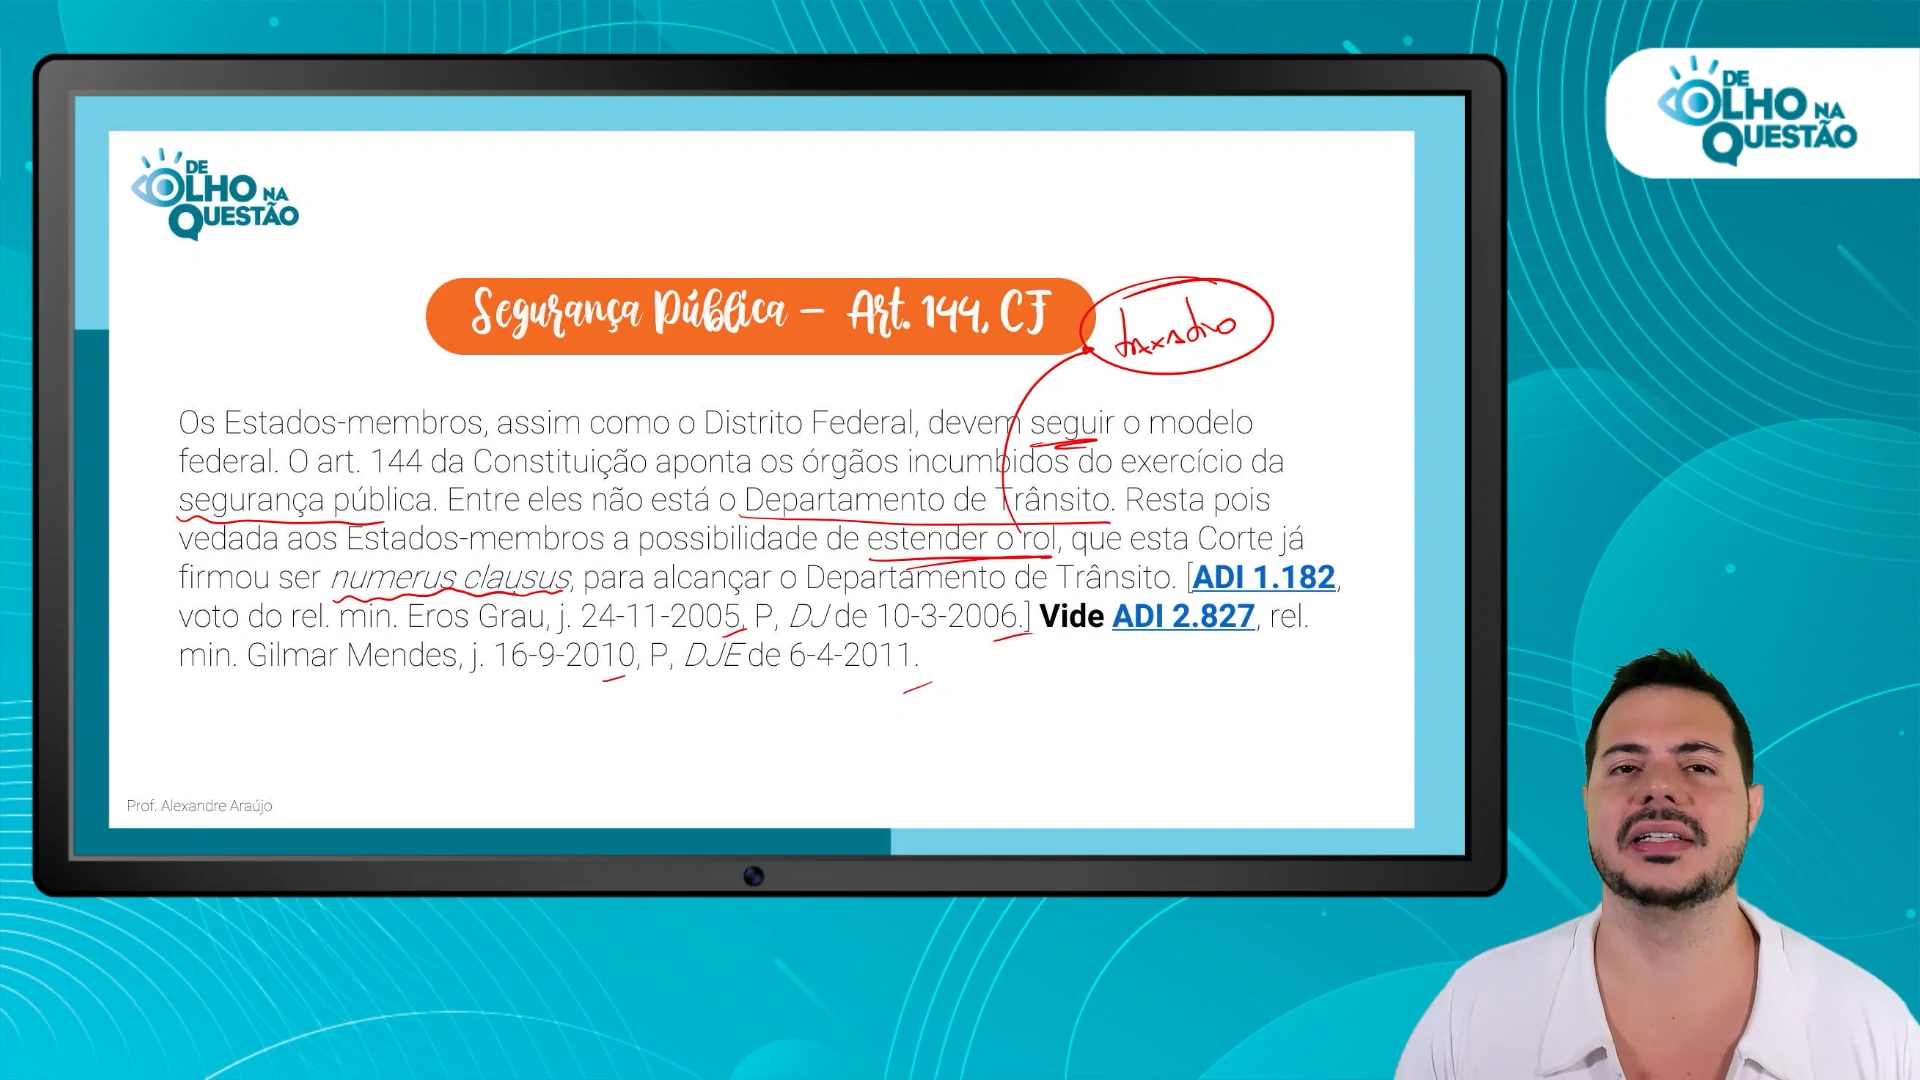 DE
OLHO NA
QUESTÃO
DE
OLHO NA
QUESTÃO
Segurança Pública – Art. 144, CF
taxativo
Os Estados-membros, assim como o Distrito Federal, devem seguir o modelo
federal. O art. 144 da Constituição aponta os órgãos incumbidos do exercício da
segurança pública. Entre eles não está o Departamento de Trânsito. Resta pois
vedada aos Estados-membros a possibilidade de estender o rol, que esta Corte já
firmou ser numerus clausus, para alcançar o Departamento de Trânsito. [ADI 1.182,
voto do rel. min. Eros Grau, j. 24-11-2005, P, DJ de 10-3-2006.] Vide ADI 2.827, rel.
min. Gilmar Mendes, j. 16-9-2010, P, DJE de 6-4-2011.
Prof. Alexandre Araújo